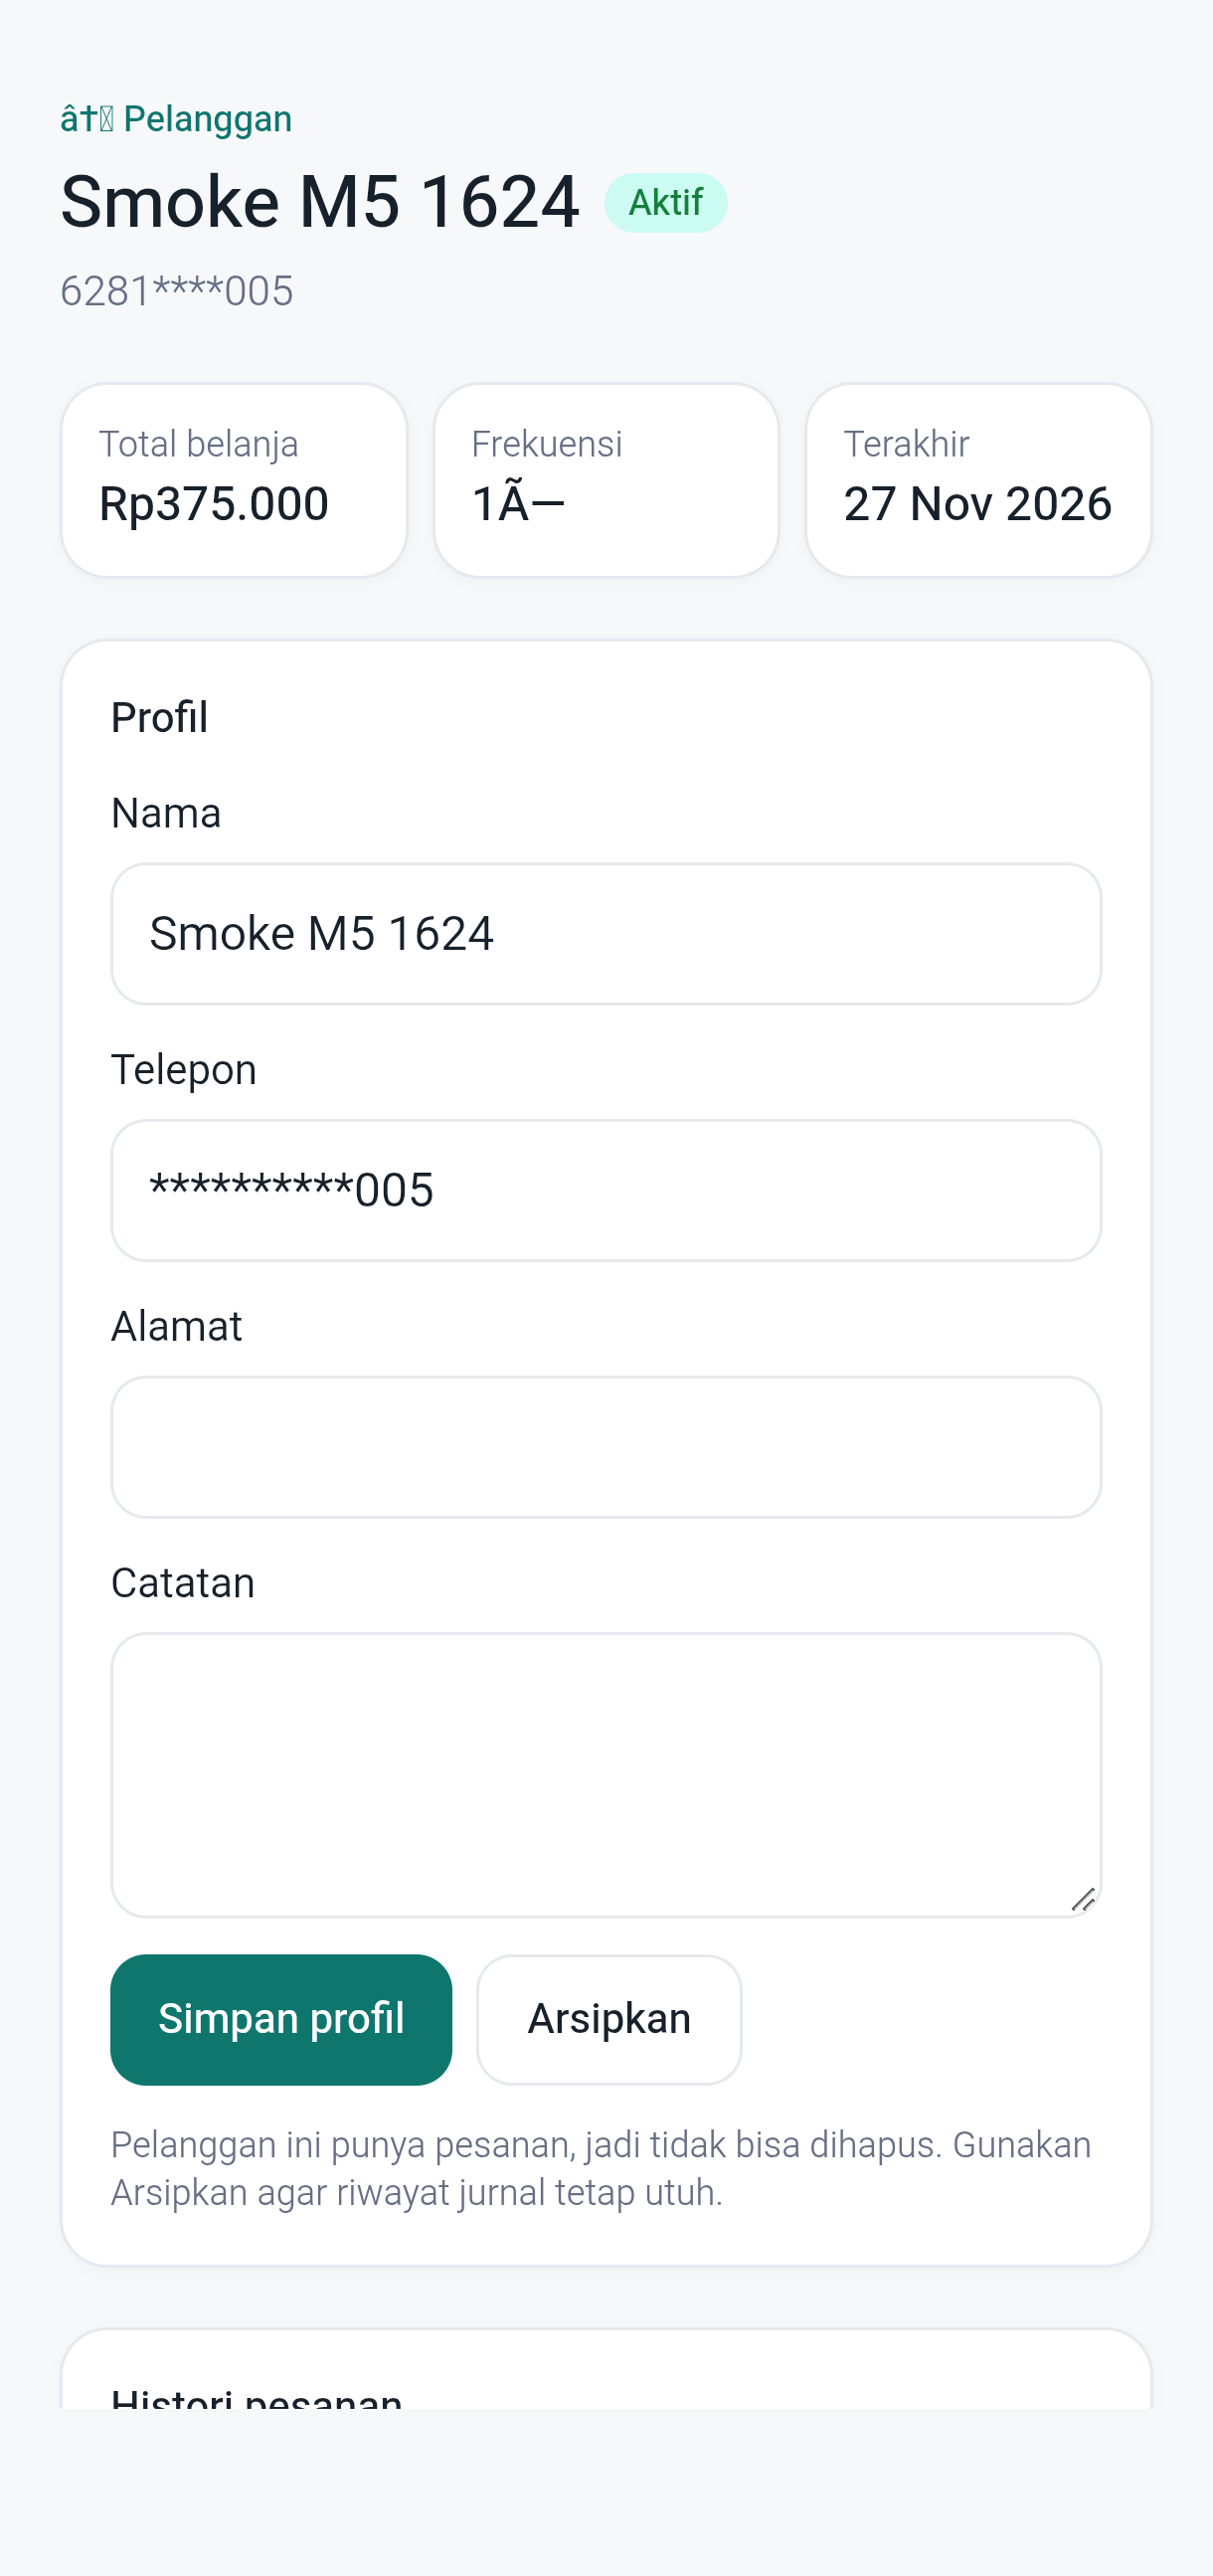 â†� Pelanggan
Smoke M5 1624 Aktif
6281****005
Total belanja Frekuensi Terakhir
Rp375.000 1Ã— 27 Nov 2026
Profil
Nama
Smoke M5 1624
Telepon
**********005
Alamat
Catatan
Simpan profil Arsipkan
Pelanggan ini punya pesanan, jadi tidak bisa dihapus. Gunakan
Arsipkan agar riwayat jurnal tetap utuh.
Histori pesanan